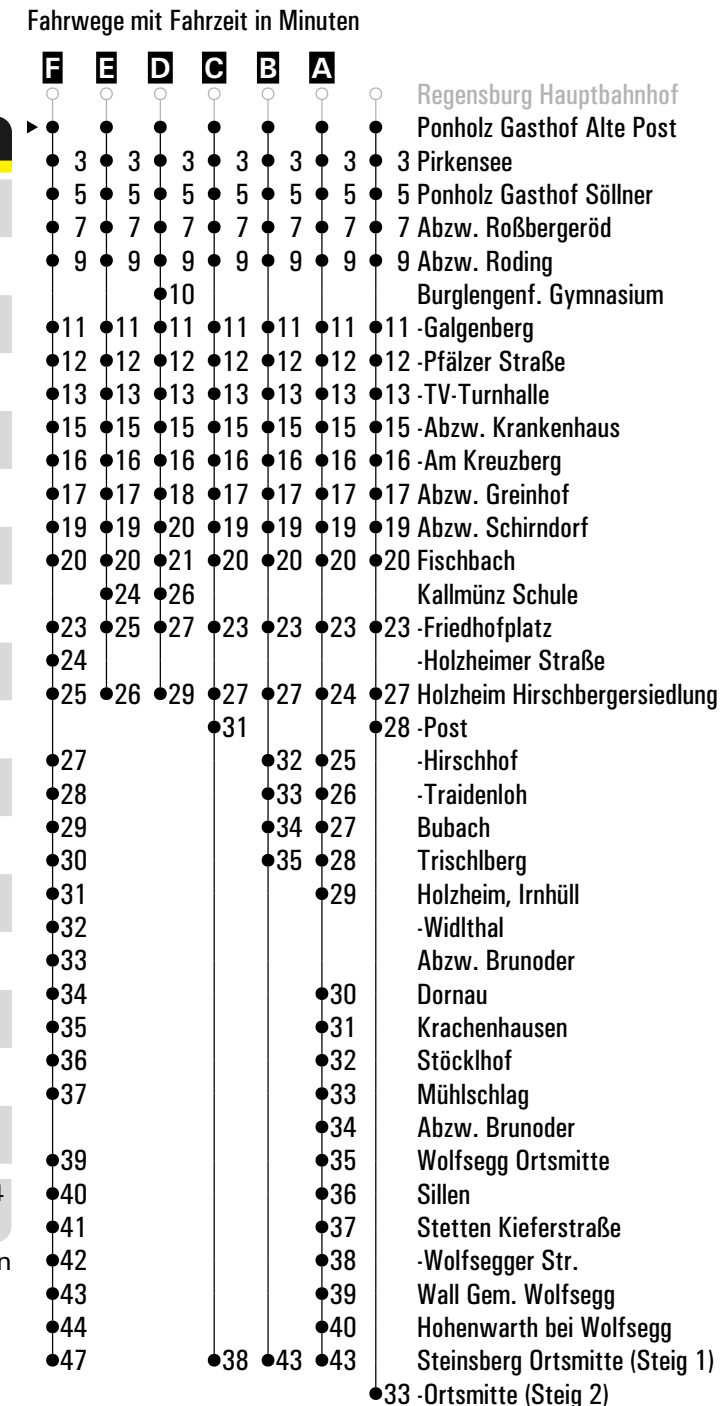 Fahrwege mit Fahrzeit in Minuten
F E D C B A
Regensburg Hauptbahnhof
Ponholz Gasthof Alte Post
3 3 3 3 3 3 3 Pirkensee
5 5 5 5 5 5 5 Ponholz Gasthof Söllner
7 7 7 7 7 7 7 Abzw. Roßbergeröd
9 9 9 9 9 9 9 Abzw. Roding
10 Burglengenf. Gymnasium
11 11 11 11 11 11 11 -Galgenberg
12 12 12 12 12 12 12 -Pfälzer Straße
13 13 13 13 13 13 13 -TV-Turnhalle
15 15 15 15 15 15 15 -Abzw. Krankenhaus
16 16 16 16 16 16 16 -Am Kreuzberg
17 17 18 17 17 17 17 Abzw. Greinhof
19 19 20 19 19 19 19 Abzw. Schirndorf
20 20 21 20 20 20 20 Fischbach
24 26 Kallmünz Schule
23 25 27 23 23 23 23 -Friedhofplatz
24 -Holzheimer Straße
25 26 29 27 27 24 27 Holzheim Hirschbergersiedlung
31 28 -Post
27 32 25 -Hirschhof
28 33 26 -Traidenloh
29 34 27 Bubach
30 35 28 Trischlberg
31 29 Holzheim, Irnhüll
32 -Widlthal
33 Abzw. Brunoder
34 30 Dornau
35 31 Krachenhausen
36 32 Stöcklhof
37 33 Mühlschlag
34 Abzw. Brunoder
39 35 Wolfsegg Ortsmitte
40 36 Sillen
41 37 Stetten Kieferstraße
42 38 -Wolfsegger Str.
43 39 Wall Gem. Wolfsegg
44 40 Hohenwarth bei Wolfsegg
47 38 43 43 Steinsberg Ortsmitte (Steig 1)
33 -Ortsmitte (Steig 2)